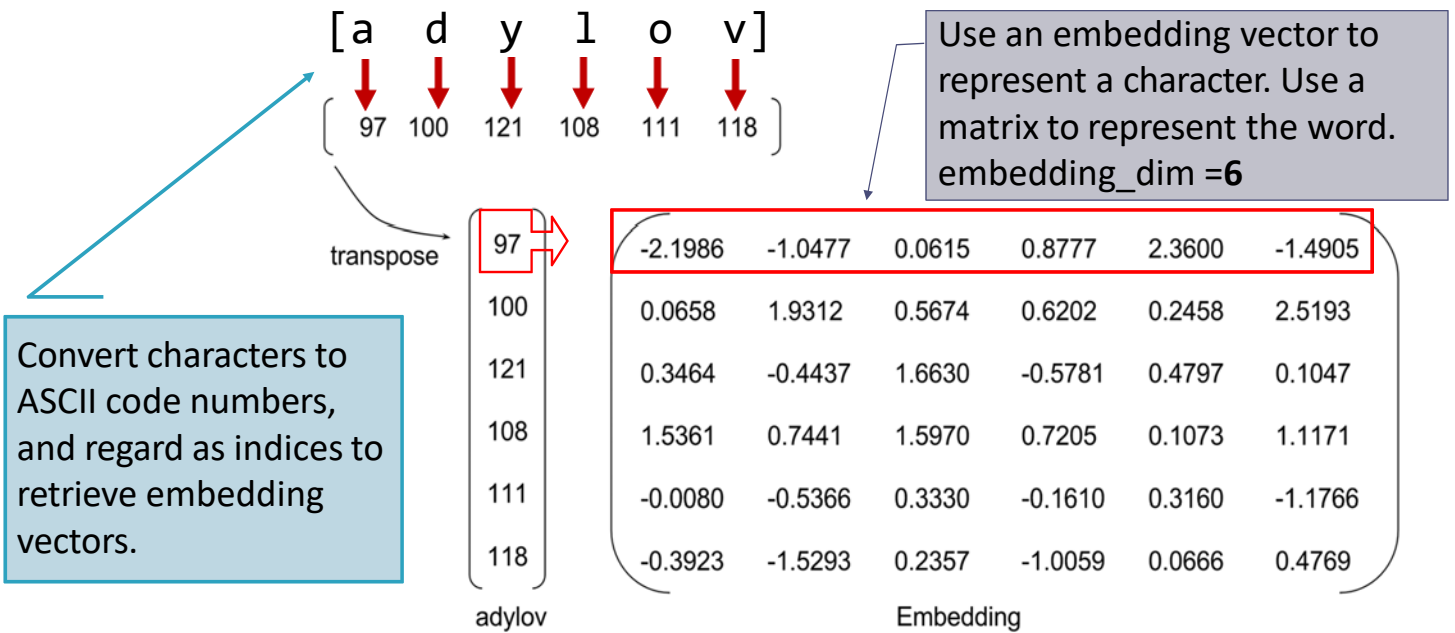 [a d y l o v]
97 100 121 108 111 118
Use an embedding vector to
represent a character. Use a
matrix to represent the word.
embedding_dim =6
transpose
97
100
121
108
111
118
adylov
-2.1986 -1.0477 0.0615 0.8777 2.3600 -1.4905
0.0658 1.9312 0.5674 0.6202 0.2458 2.5193
0.3464 -0.4437 1.6630 -0.5781 0.4797 0.1047
1.5361 0.7441 1.5970 0.7205 0.1073 1.1171
-0.0080 -0.5366 0.3330 -0.1610 0.3160 -1.1766
-0.3923 -1.5293 0.2357 -1.0059 0.0666 0.4769
Embedding
Convert characters to
ASCII code numbers,
and regard as indices to
retrieve embedding
vectors.